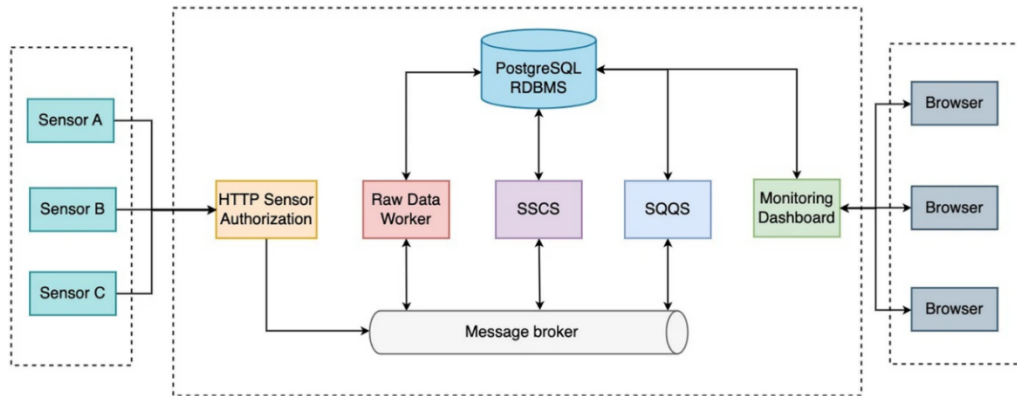 PostgreSQL
RDBMS
Sensor A
Sensor B
Sensor C
HTTP Sensor
Authorization
Raw Data
Worker
SSCS
SQQS
Monitoring
Dashboard
Browser
Browser
Browser
Message broker